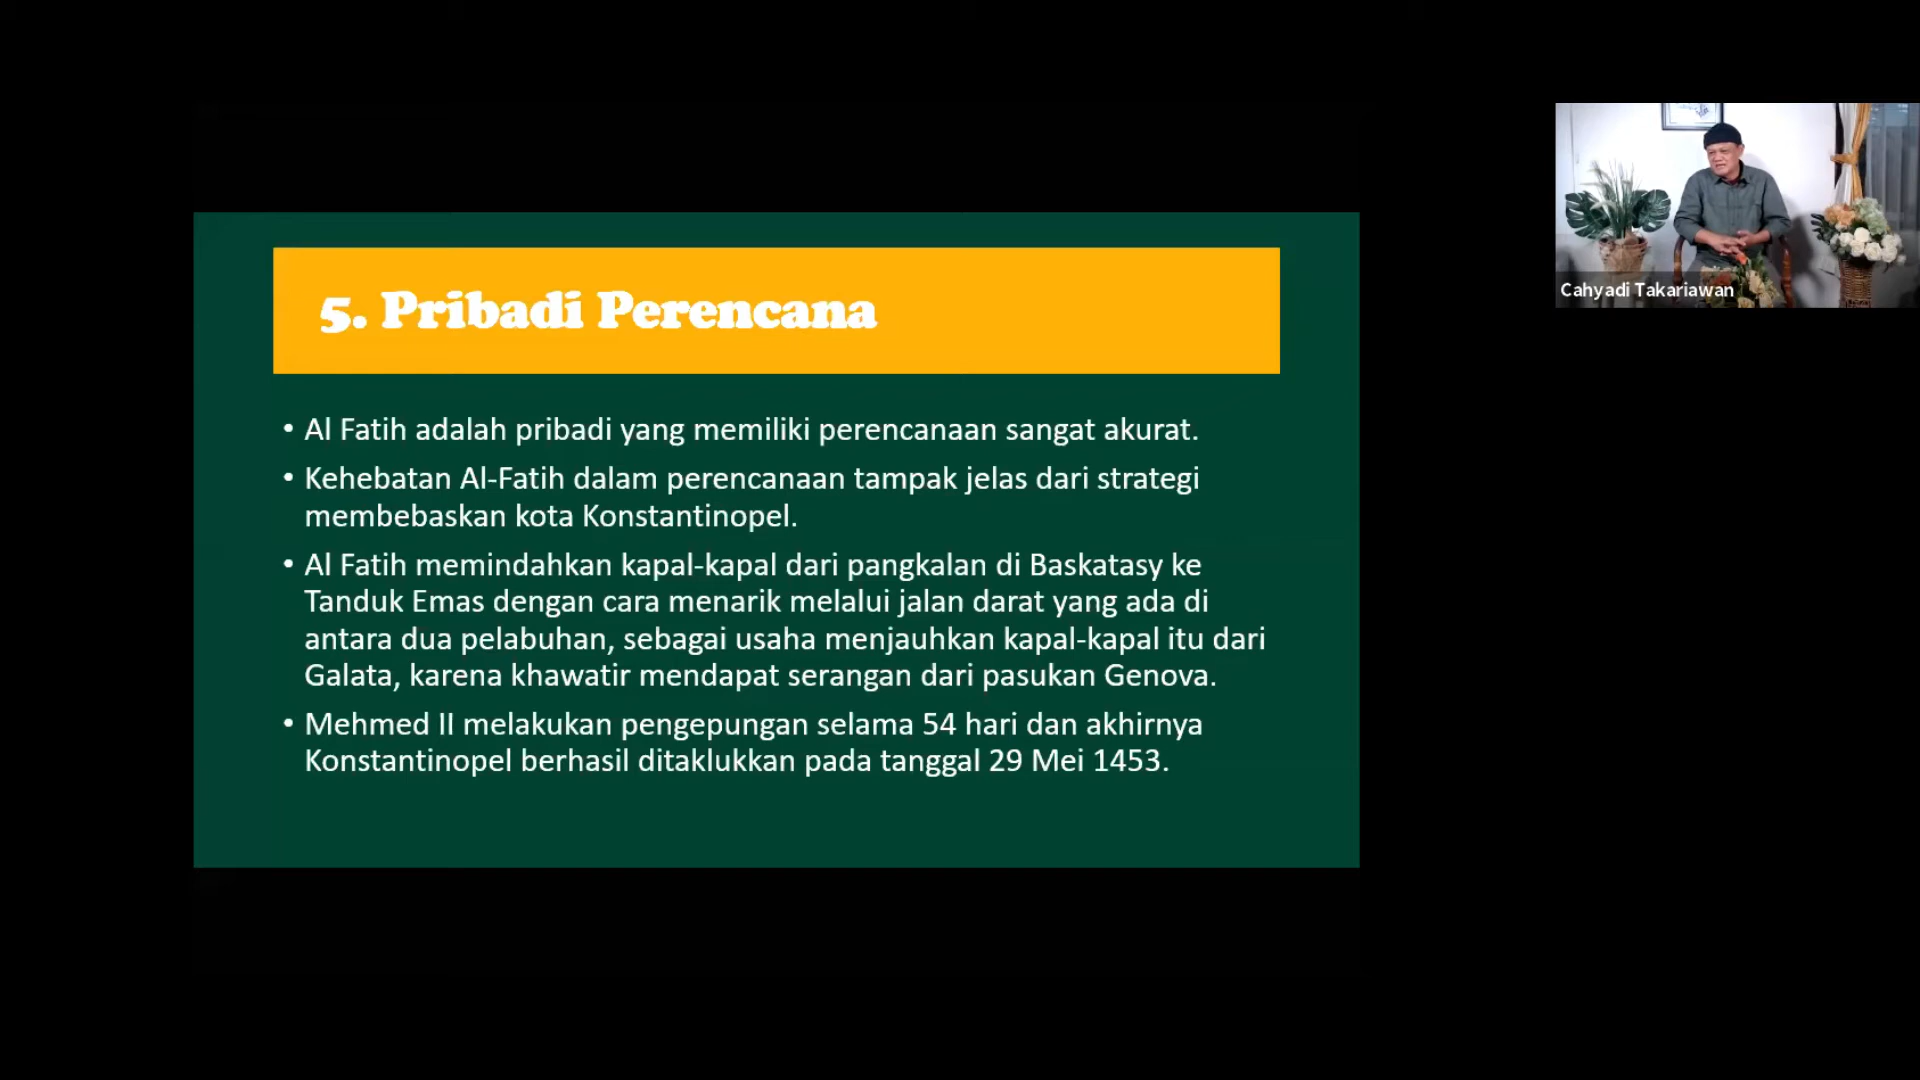 5. Pribadi Perencana
• Al Fatih adalah pribadi yang memiliki perencanaan sangat akurat.
• Kehebatan Al-Fatih dalam perencanaan tampak jelas dari strategi
membebaskan kota Konstantinopel.
• Al Fatih memindahkan kapal-kapal dari pangkalan di Baskatasy ke
Tanduk Emas dengan cara menarik melalui jalan darat yang ada di
antara dua pelabuhan, sebagai usaha menjauhkan kapal-kapal itu dari
Galata, karena khawatir mendapat serangan dari pasukan Genova.
• Mehmed II melakukan pengepungan selama 54 hari dan akhirnya
Konstantinopel berhasil ditaklukkan pada tanggal 29 Mei 1453.
Cahyadi Takariawan